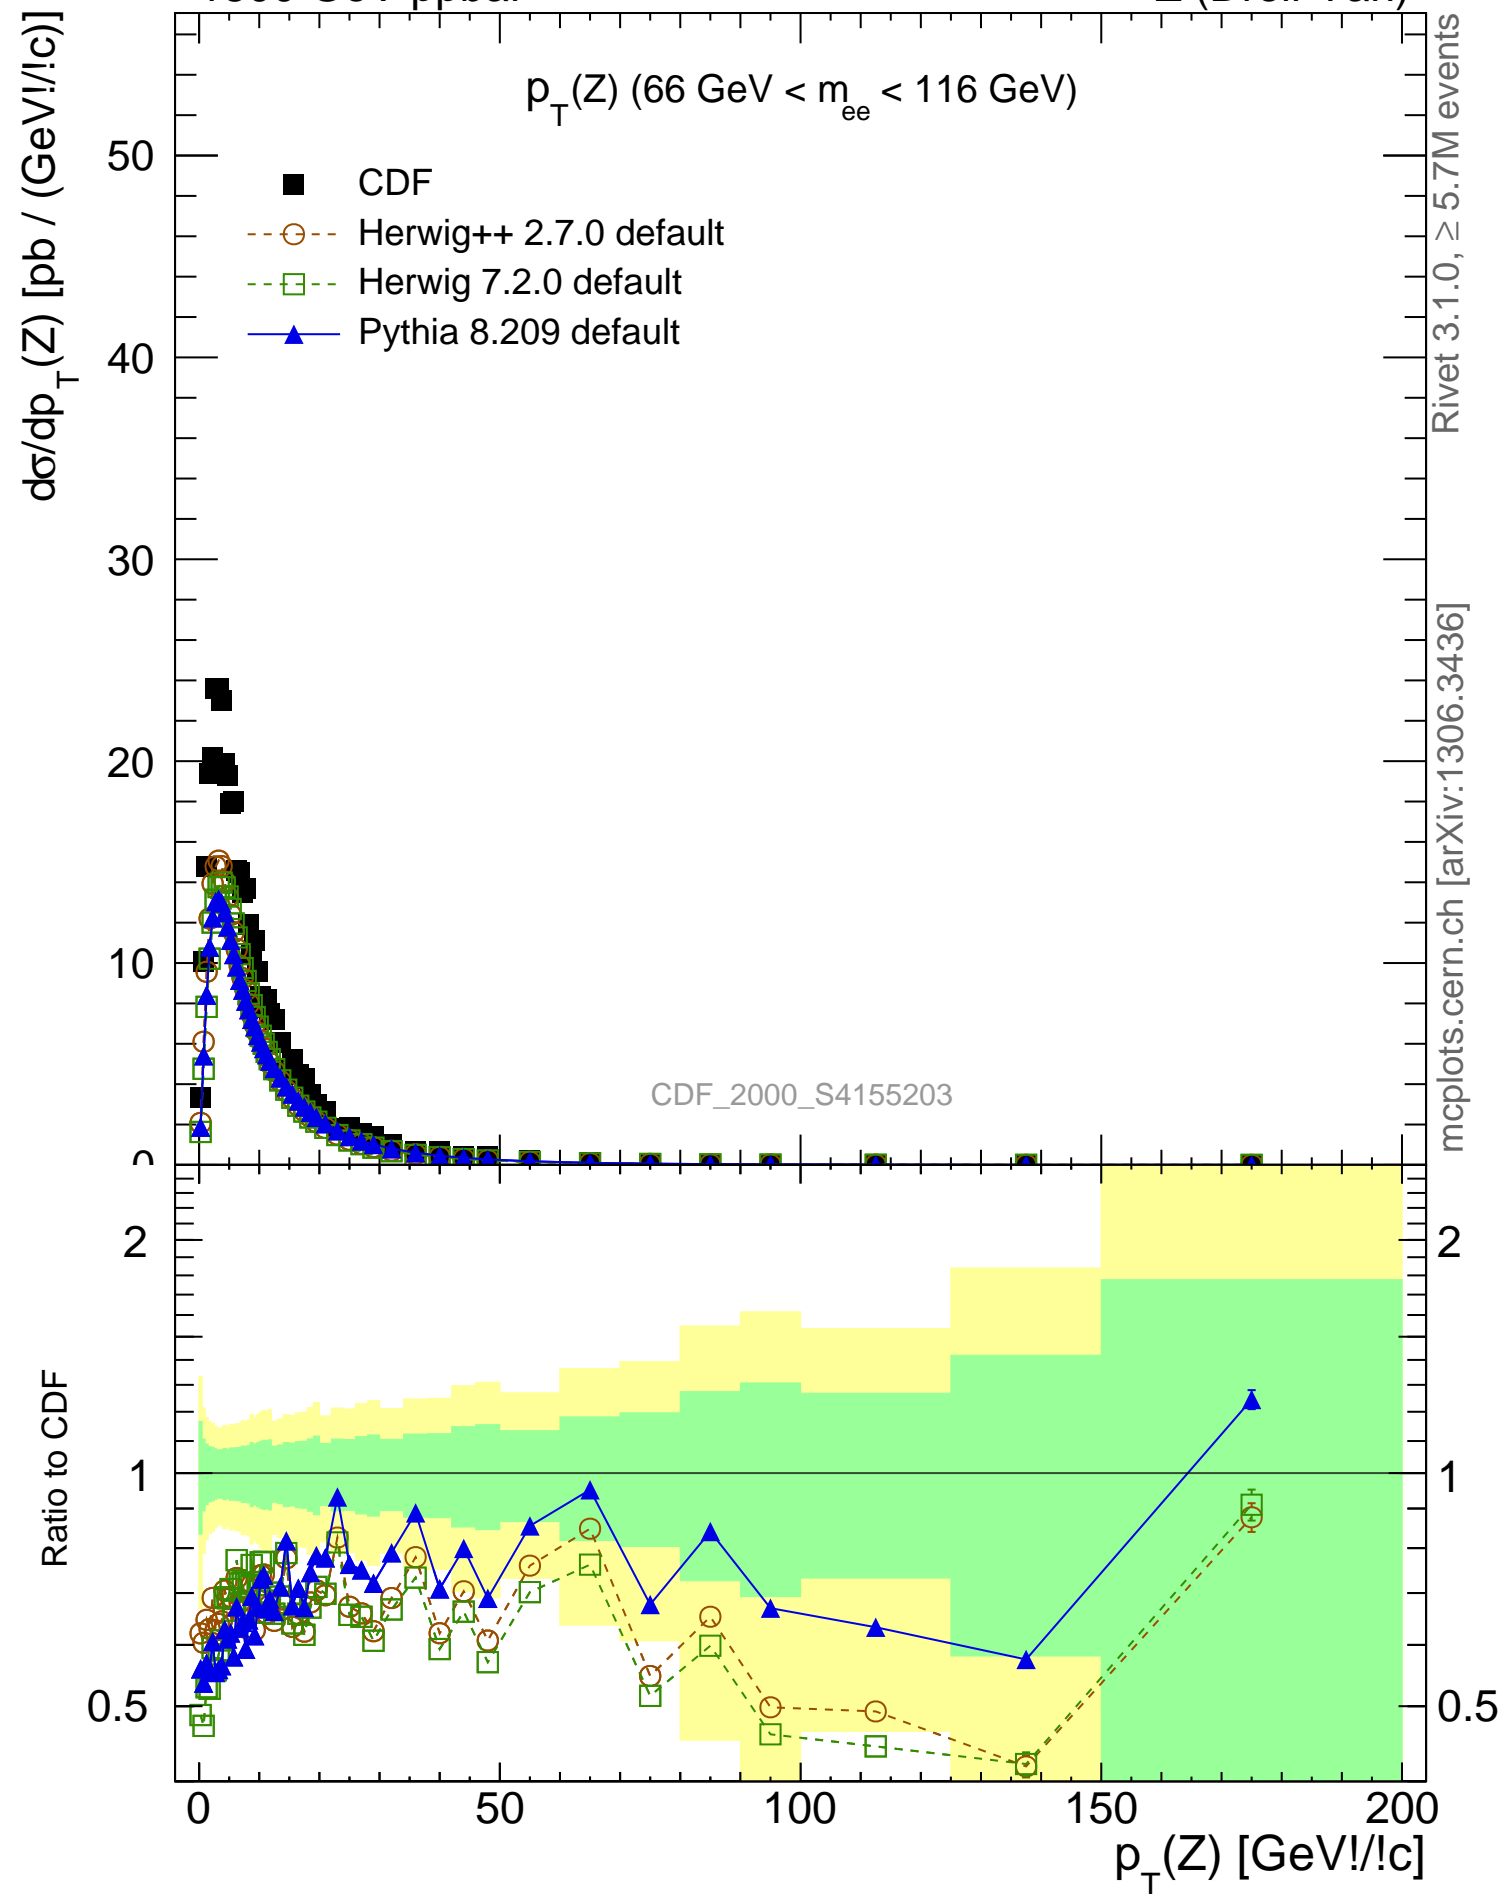 dσ/dp_T(Z) [pb / (GeV!/!c)]
p_T(Z) (66 GeV < m_ee < 116 GeV)
CDF
Herwig++ 2.7.0 default
Herwig 7.2.0 default
Pythia 8.209 default
50
40
30
20
10
0
CDF_2000_S4155203
Rivet 3.1.0, ≥ 5.7M events
mcplots.cern.ch [arXiv:1306.3436]
Ratio to CDF
2
1
0.5
2
1
0.5
0
50
100
150
200
p_T(Z) [GeV!/!c]